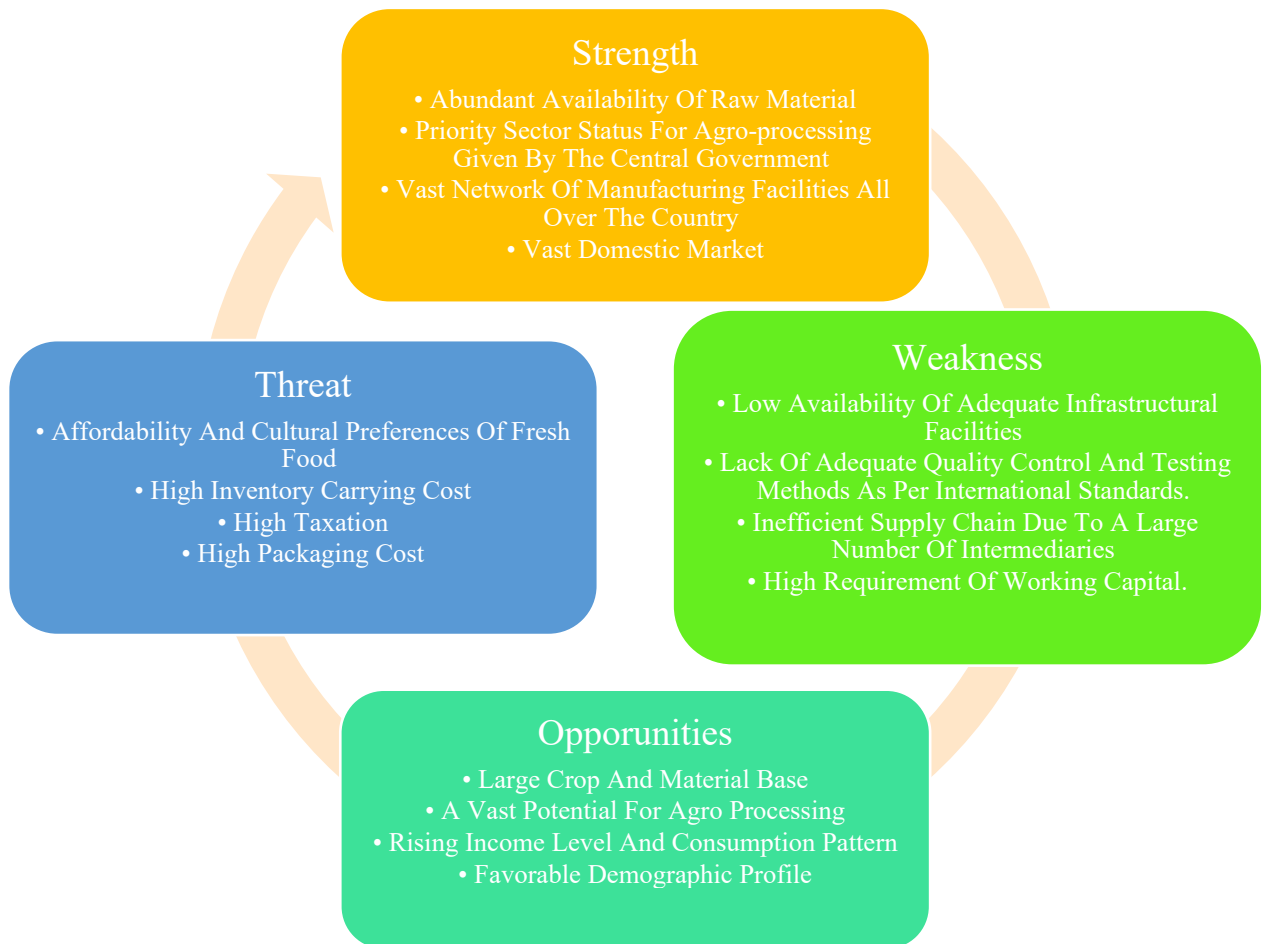 Strength
• Abundant Availability Of Raw Material
• Priority Sector Status For Agro-processing
Given By The Central Government
• Vast Network Of Manufacturing Facilities All
Over The Country
• Vast Domestic Market
Weakness
• Low Availability Of Adequate Infrastructural
Facilities
• Lack Of Adequate Quality Control And Testing
Methods As Per International Standards.
• Inefficient Supply Chain Due To A Large
Number Of Intermediaries
• High Requirement Of Working Capital.
Opporunities
• Large Crop And Material Base
• A Vast Potential For Agro Processing
• Rising Income Level And Consumption Pattern
• Favorable Demographic Profile
Threat
• Affordability And Cultural Preferences Of Fresh
Food
• High Inventory Carrying Cost
• High Taxation
• High Packaging Cost